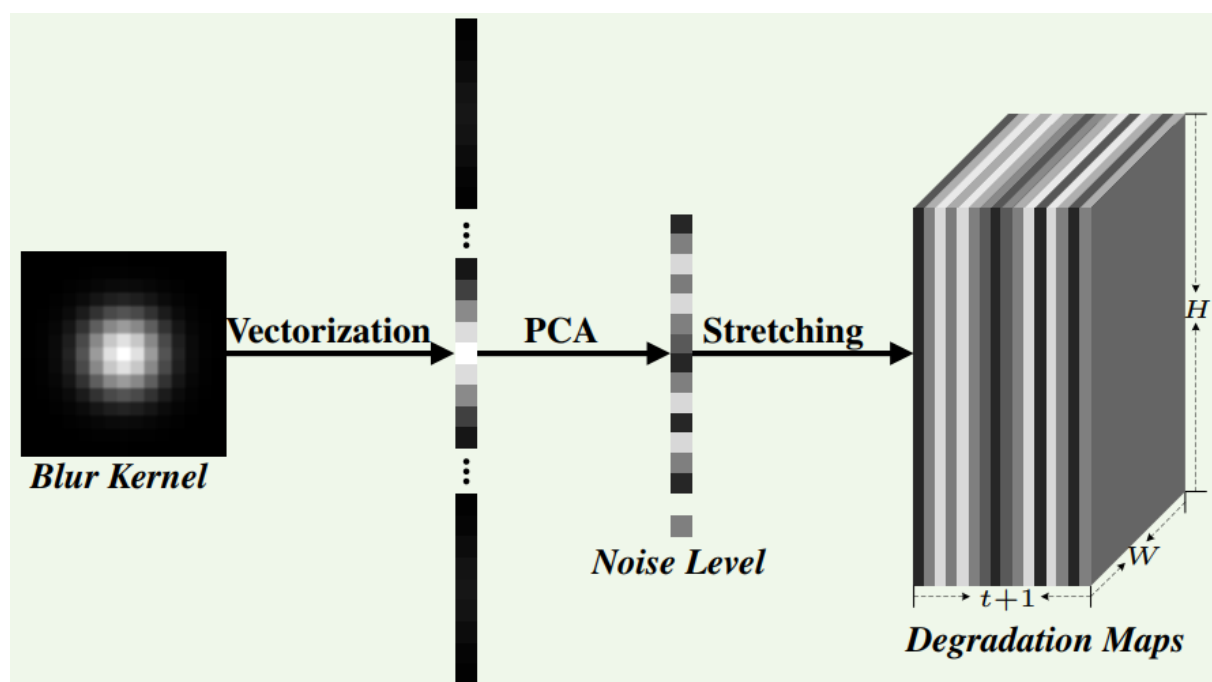 Vectorization
PCA
Stretching
Blur Kernel
Noise Level
H
W
t+1
Degradation Maps